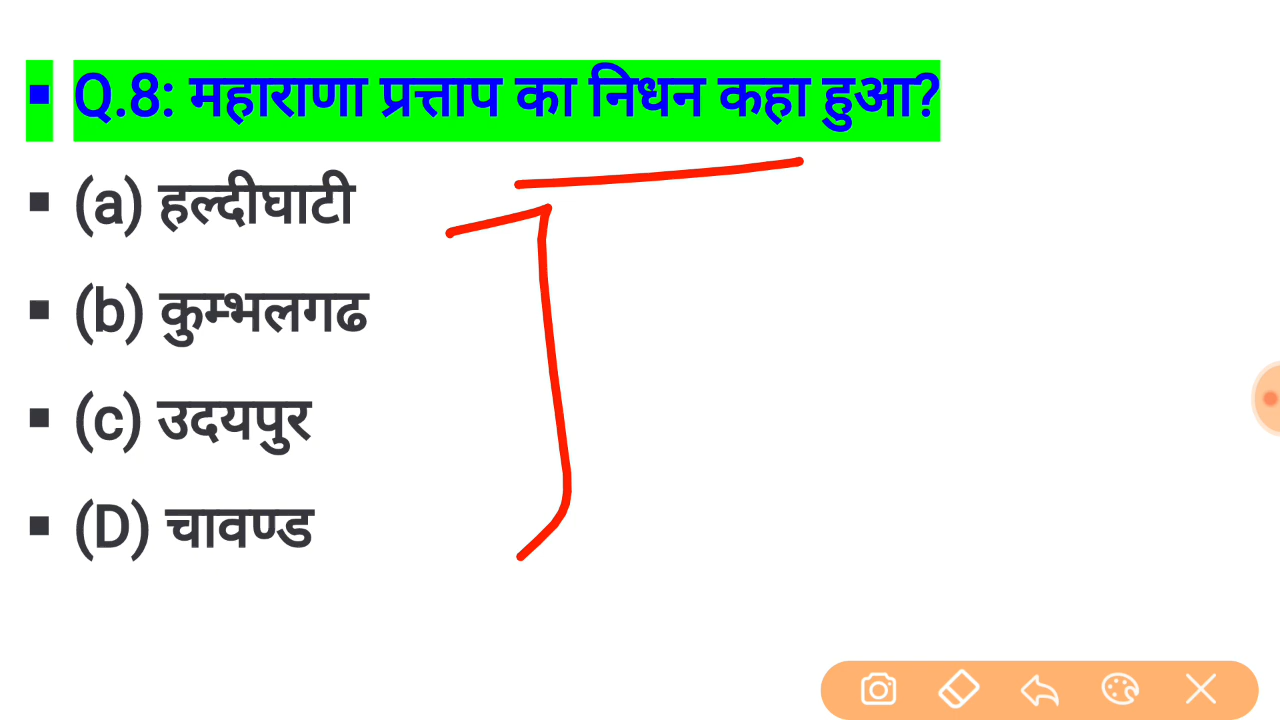 Q.8: महाराणा प्रत्ताप का निधन कहा हुआ?
(a) हल्दीघाटी
(b) कुम्भलगढ
(c) उदयपुर
(D) चावण्ड